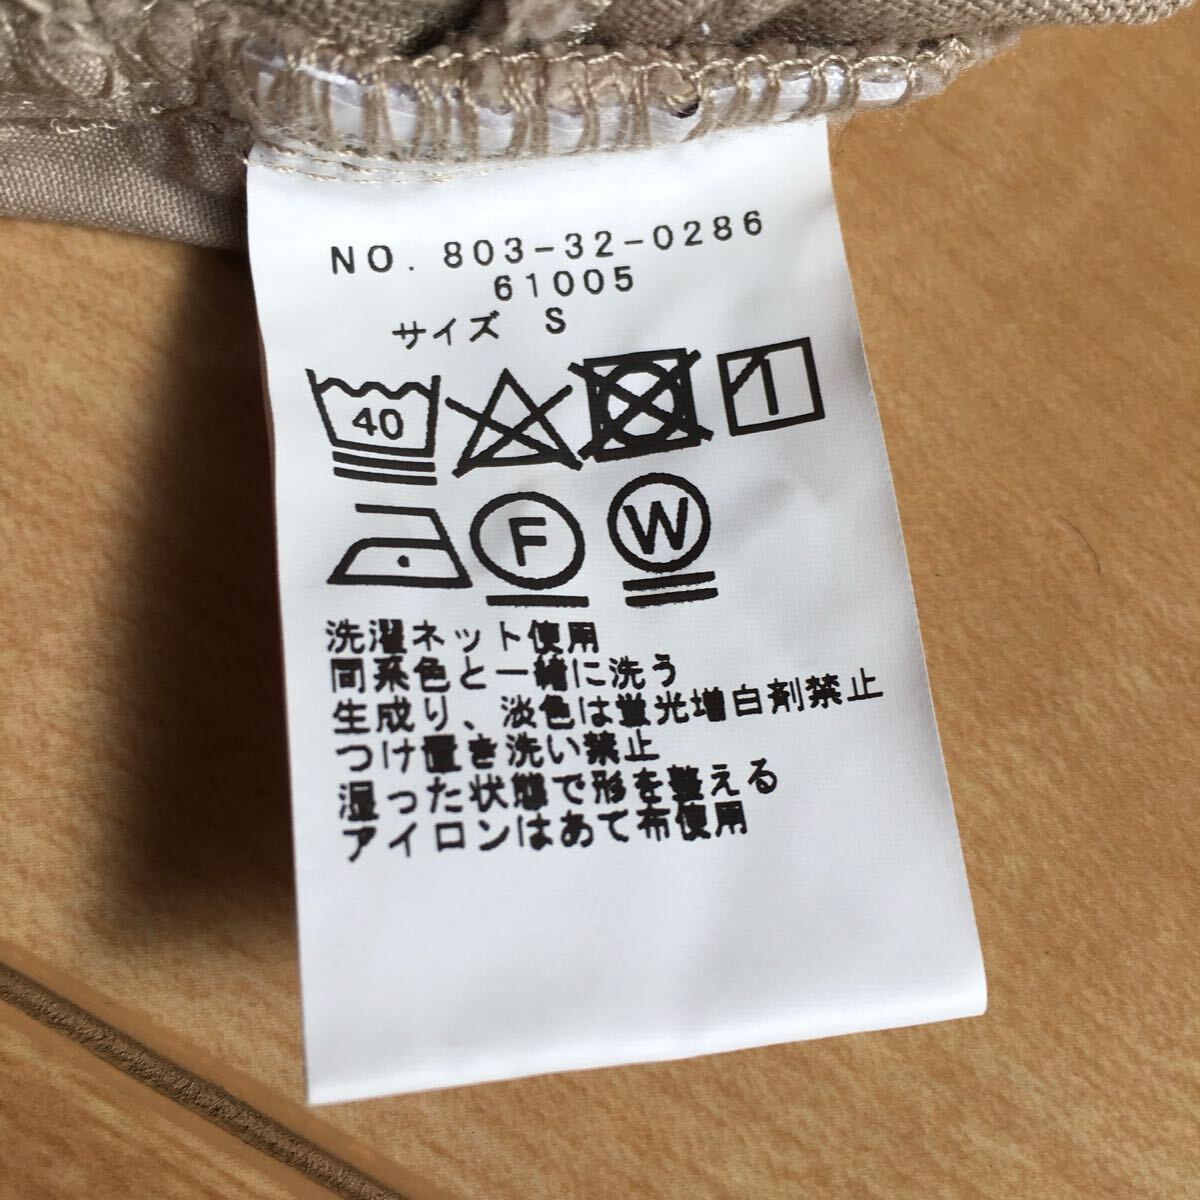 NO. 803-32-0286
61005
サイズ S
40
F W
洗濯ネット使用
同系色と一緒に洗う
生成り、淡色は蛍光増白剤禁止
つけ置き洗い禁止
湿った状態で形を整える
アイロンはあて布使用